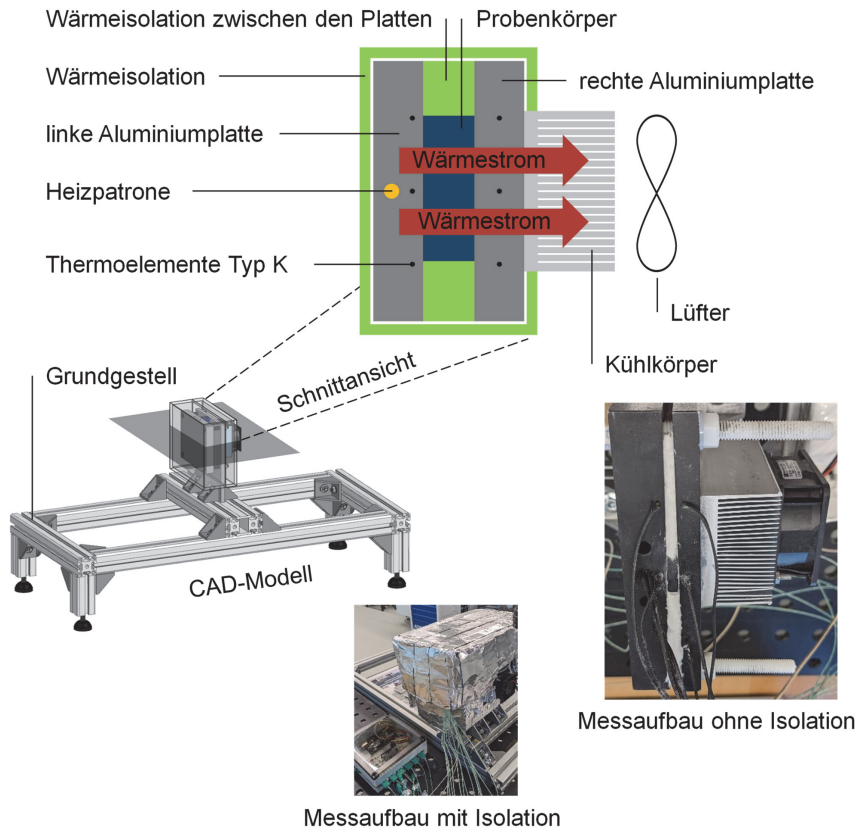 Wärmeisolation zwischen den Platten
Probenkörper
Wärmeisolation
rechte Aluminiumplatte
linke Aluminiumplatte
Wärmestrom
Heizpatrone
Wärmestrom
Thermoelemente Typ K
Lüfter
Kühlkörper
Grundgestell
Schnittansicht
CAD-Modell
Messaufbau ohne Isolation
Messaufbau mit Isolation